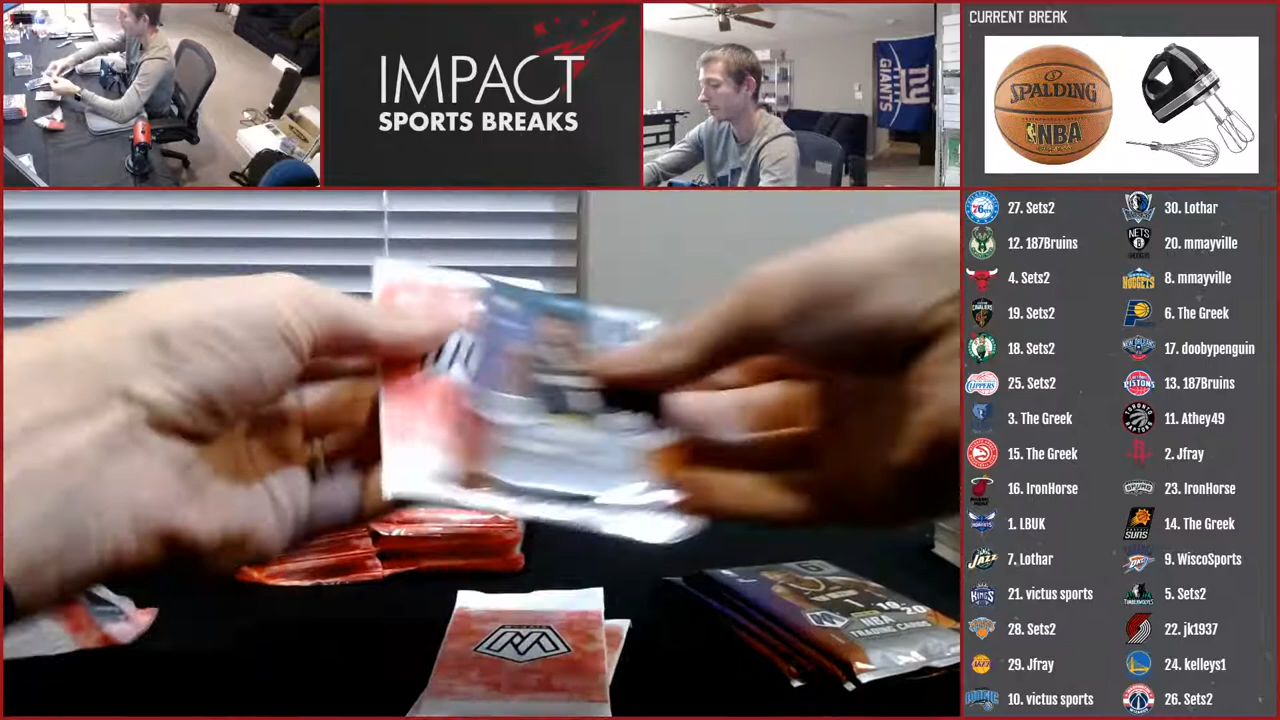 IMPACT
SPORTS BREAKS
ny
GIANTS
CURRENT BREAK
SPALDING
NBA
27. Sets2
30. Lothar
12. 187Bruins
20. mmayville
4. Sets2
8. mmayville
19. Sets2
6. The Greek
18. Sets2
17. doobypenguin
25. Sets2
13. 187Bruins
3. The Greek
11. Athey49
15. The Greek
2. Jfray
16. IronHorse
23. IronHorse
1. LBUK
14. The Greek
7. Lothar
9. WiscoSports
21. victus sports
5. Sets2
28. Sets2
22. jk1937
29. Jfray
24. kelleys1
10. victus sports
26. Sets2
NBA
TRADING CARDS